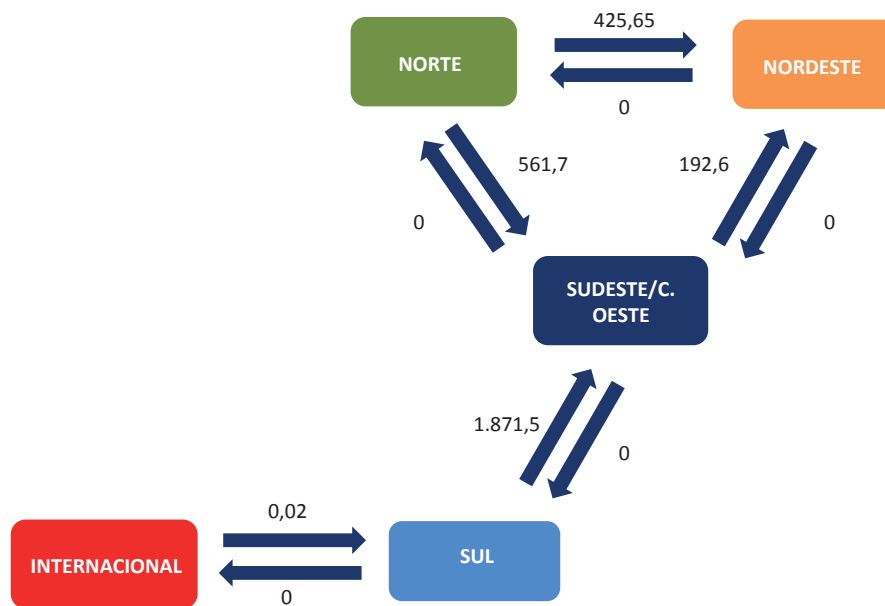 425,65
NORTE
NORDESTE
0
561,7
192,6
0
0
SUDESTE/C.
OESTE
1.871,5
0
0,02
INTERNACIONAL
SUL
0